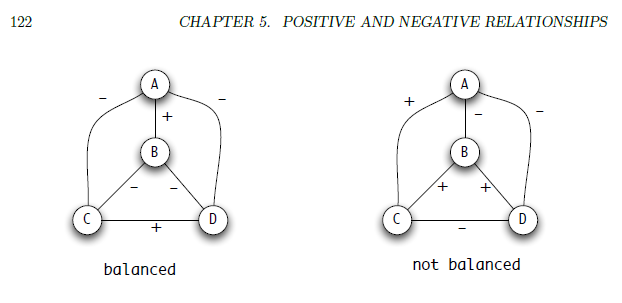 122 CHAPTER 5. POSITIVE AND NEGATIVE RELATIONSHIPS
A
- + -
B
- -
C D
+
balanced
A
+ - -
B
+ +
C D
-
not balanced